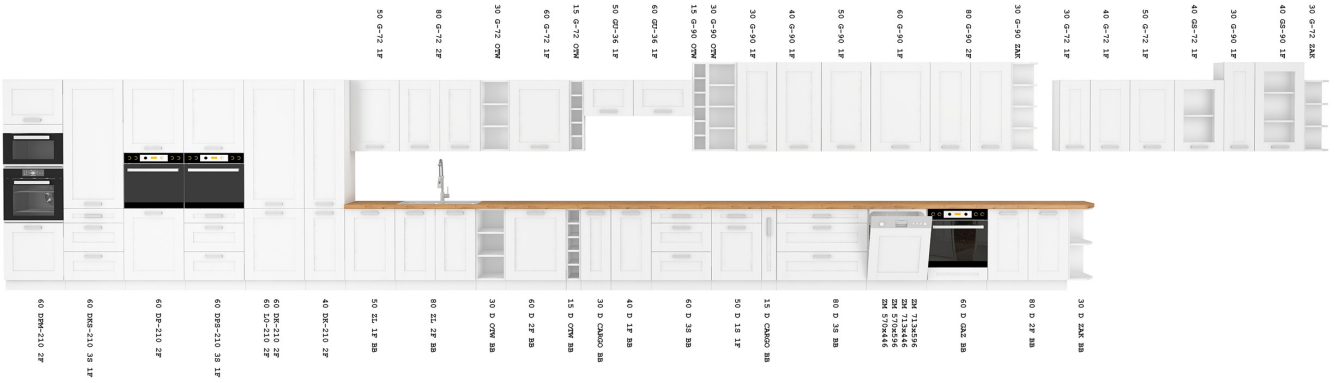 50 G-72 1F
80 G-72 2F
30 G-72 OTW
60 G-72 1F
15 G-72 OTW
50 GU-36 1F
60 GU-36 1F
15 G-90 OTW
30 G-90 OTW
30 G-90 1F
40 G-90 1F
50 G-90 1F
60 G-90 1F
80 G-90 2F
30 G-90 ZAK
30 G-72 1F
40 G-72 1F
50 G-72 1F
40 GS-72 1F
30 G-90 1F
40 GS-90 1F
30 G-72 ZAK
60 DPM-210 2F
60 DKS-210 3S 1F
60 DP-210 2F
60 DPS-210 3S 1F
60 DK-210 2F
60 LO-210 2F
40 DK-210 2F
50 ZL 1F BB
80 ZL 2F BB
30 D OTW BB
60 D 2F BB
15 D OTW BB
30 D CARGO BB
40 D 1F BB
60 D 3S BB
50 D 1S 1F
15 D CARGO BB
80 D 3S BB
ZM 713x596
ZM 713x446
ZM 570x596
ZM 570x446
60 D GAZ BB
80 D 2F BB
30 D ZAK BB